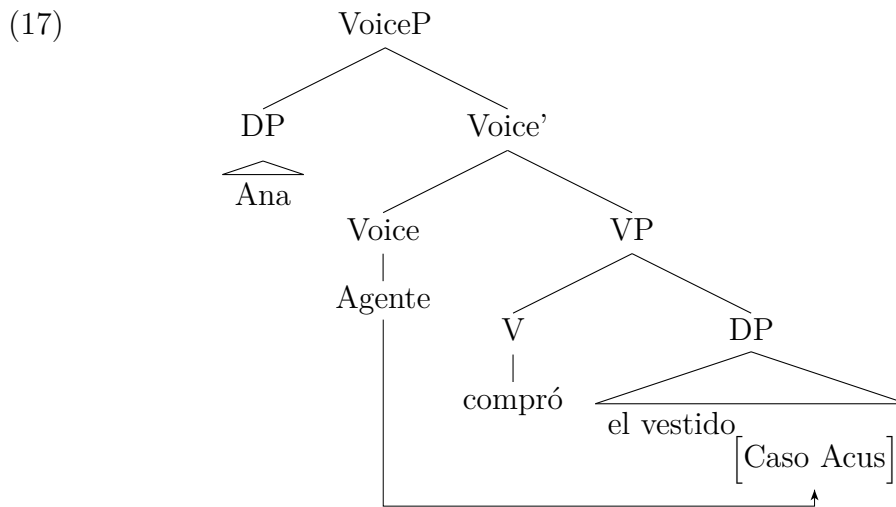 (17)
VoiceP
DP Voice'
Ana
Voice VP
Agente
V DP
compró
el vestido
[Caso Acus]